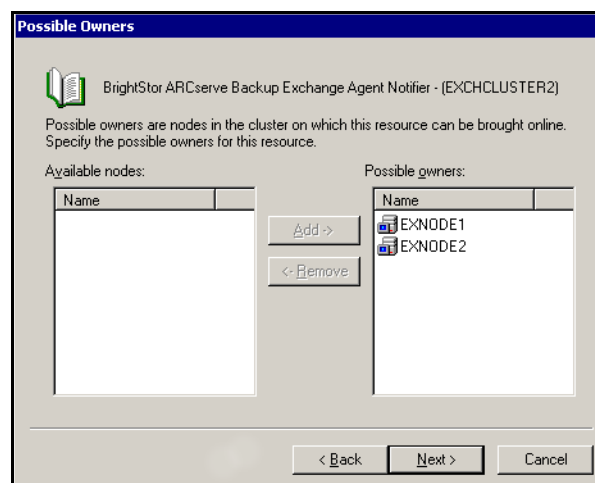 Possible Owners
BrightStor ARCserve Backup Exchange Agent Notifier - (EXCHCLUSTER2)
Possible owners are nodes in the cluster on which this resource can be brought online.
Specify the possible owners for this resource.
Available nodes:
Possible owners:
Name
Name
EXNODE1
EXNODE2
Add ->
<- Remove
< Back
Next >
Cancel